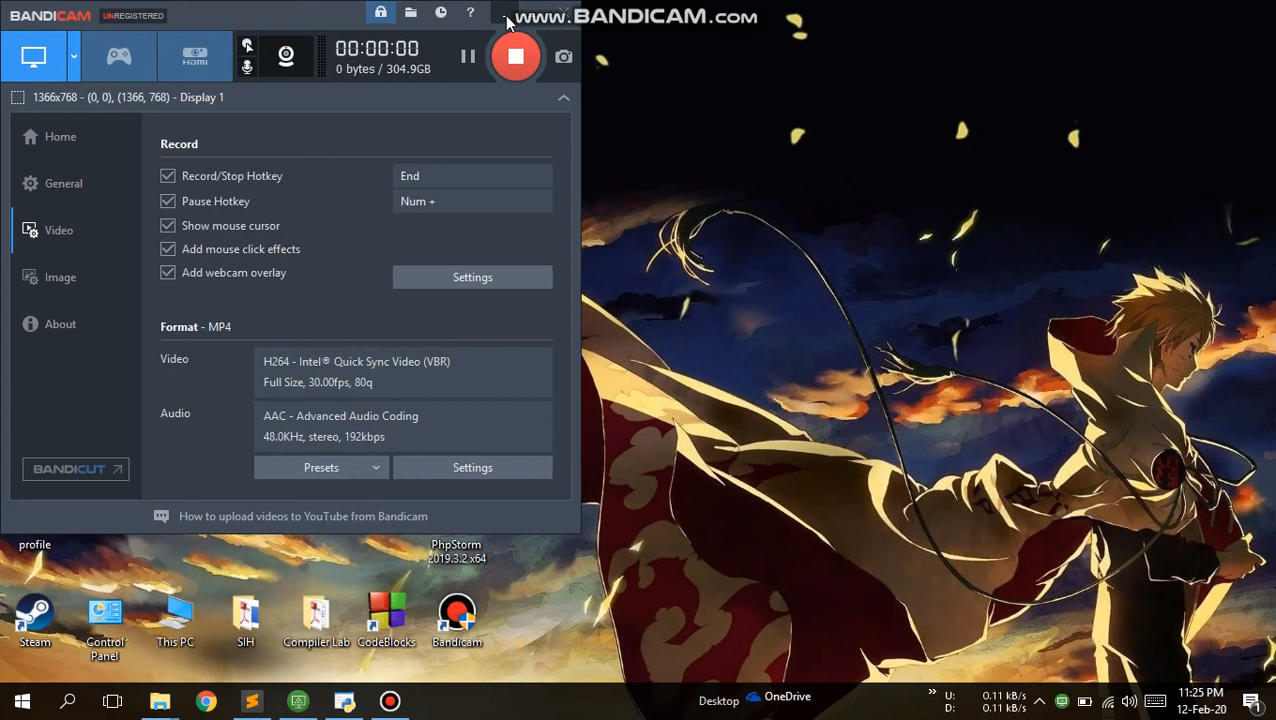 BANDICAM UNREGISTERED
www.BANDICAM.com
HDMI
00:00:00
0 bytes / 304.9GB
1366x768 - (0, 0), (1366, 768) - Display 1
Home
General
Video
Image
About
BANDICUT
Record
Record/Stop Hotkey End
Pause Hotkey Num +
Show mouse cursor
Add mouse click effects
Add webcam overlay Settings
Format - MP4
Video H264 - Intel® Quick Sync Video (VBR)
Full Size, 30.00fps, 80q
Audio AAC - Advanced Audio Coding
48.0KHz, stereo, 192kbps
Presets Settings
How to upload videos to YouTube from Bandicam
profile
PhpStorm
2019.3.2 x64
Steam
Control
Panel
This PC
SIH
Compiler Lab
CodeBlocks
Bandicam
Desktop
OneDrive
U: 0.11 kB/s
D: 0.11 kB/s
11:25 PM
12-Feb-20
1